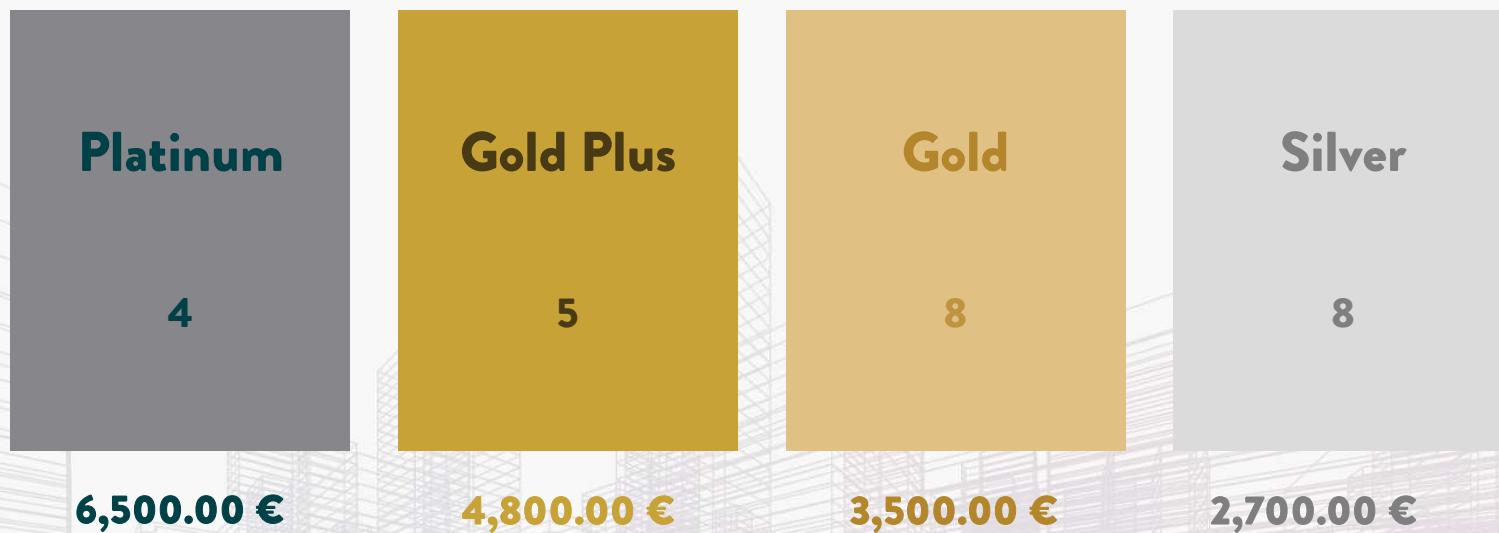 Platinum
Gold Plus
Gold
Silver
4
5
8
8
6,500.00 €
4,800.00 €
3,500.00 €
2,700.00 €